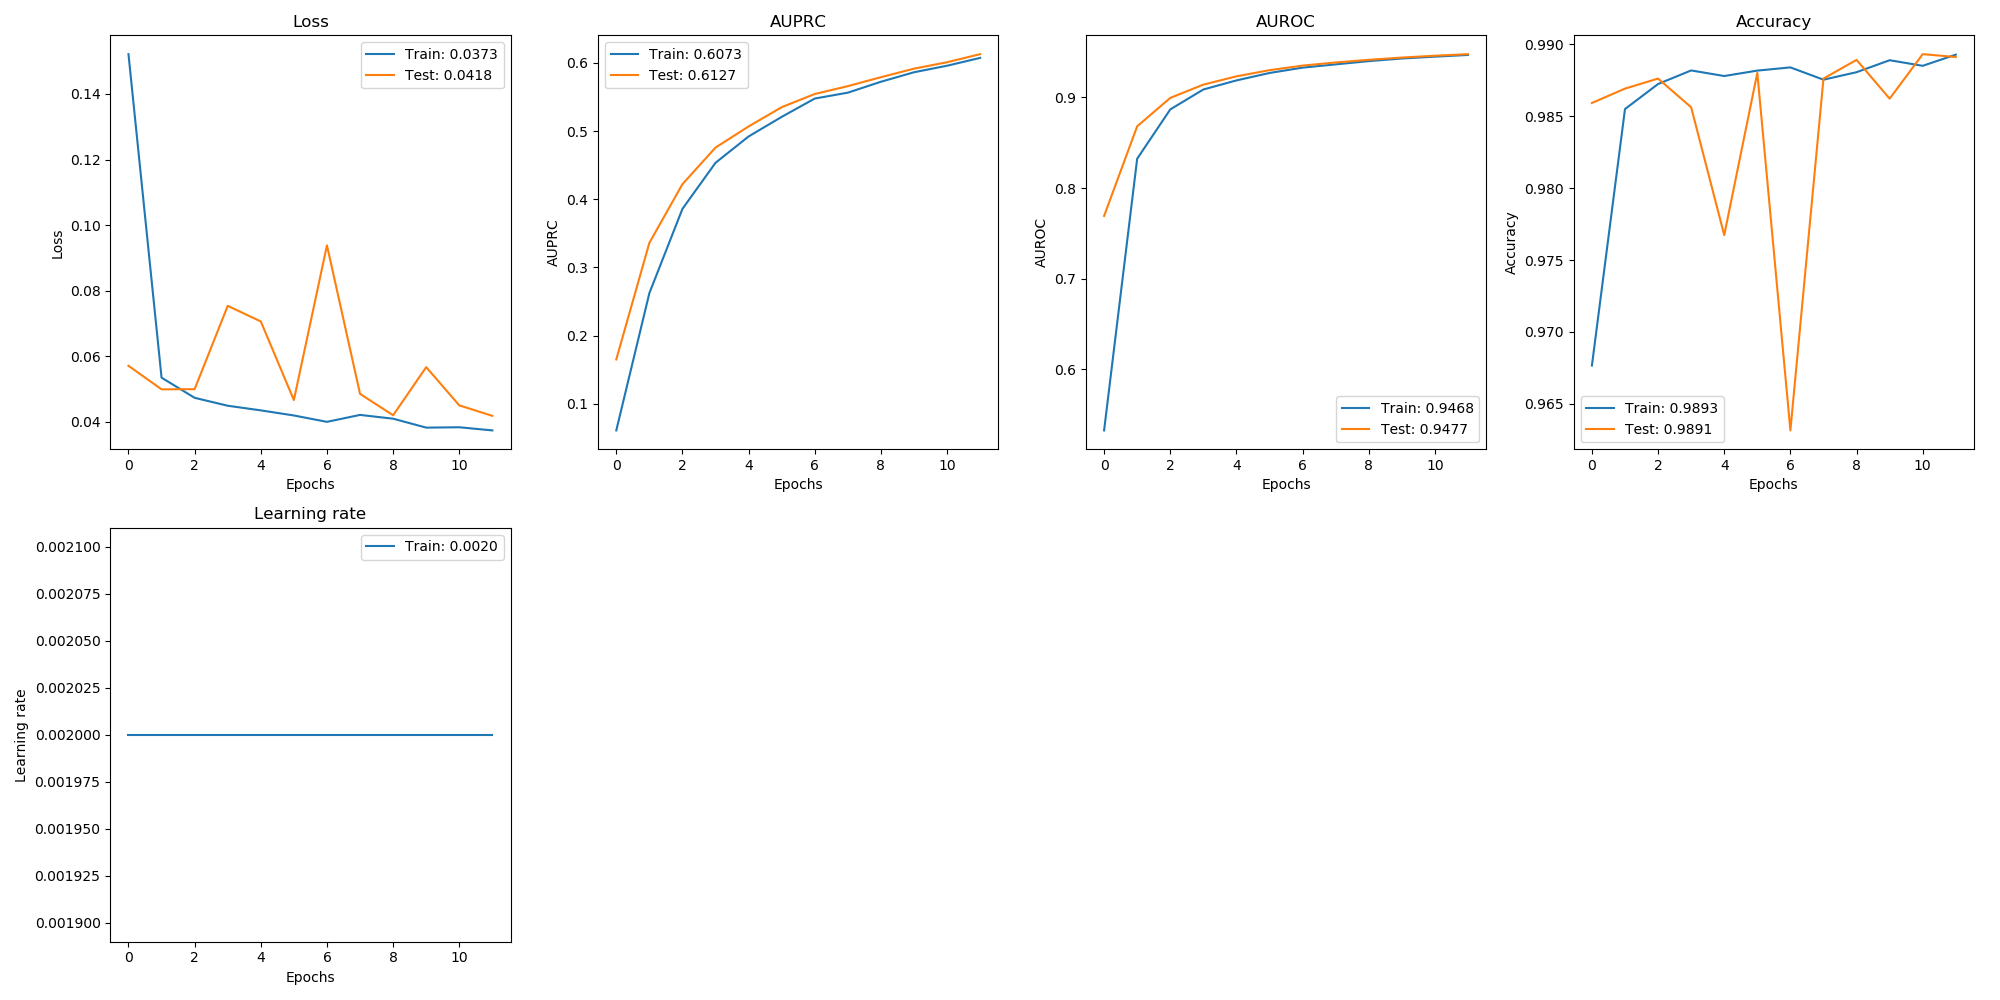 Loss
Train: 0.0373
Test: 0.0418
0.14
0.12
0.10
0.08
0.06
0.04
Loss
0 2 4 6 8 10
Epochs
AUPRC
Train: 0.6073
Test: 0.6127
0.6
0.5
0.4
0.3
0.2
0.1
AUPRC
0 2 4 6 8 10
Epochs
AUROC
0.9
0.8
0.7
0.6
AUROC
Train: 0.9468
Test: 0.9477
0 2 4 6 8 10
Epochs
Accuracy
0.990
0.985
0.980
0.975
0.970
0.965
Accuracy
Train: 0.9893
Test: 0.9891
0 2 4 6 8 10
Epochs
Learning rate
Train: 0.0020
0.002100
0.002075
0.002050
0.002025
0.002000
0.001975
0.001950
0.001925
0.001900
Learning rate
0 2 4 6 8 10
Epochs